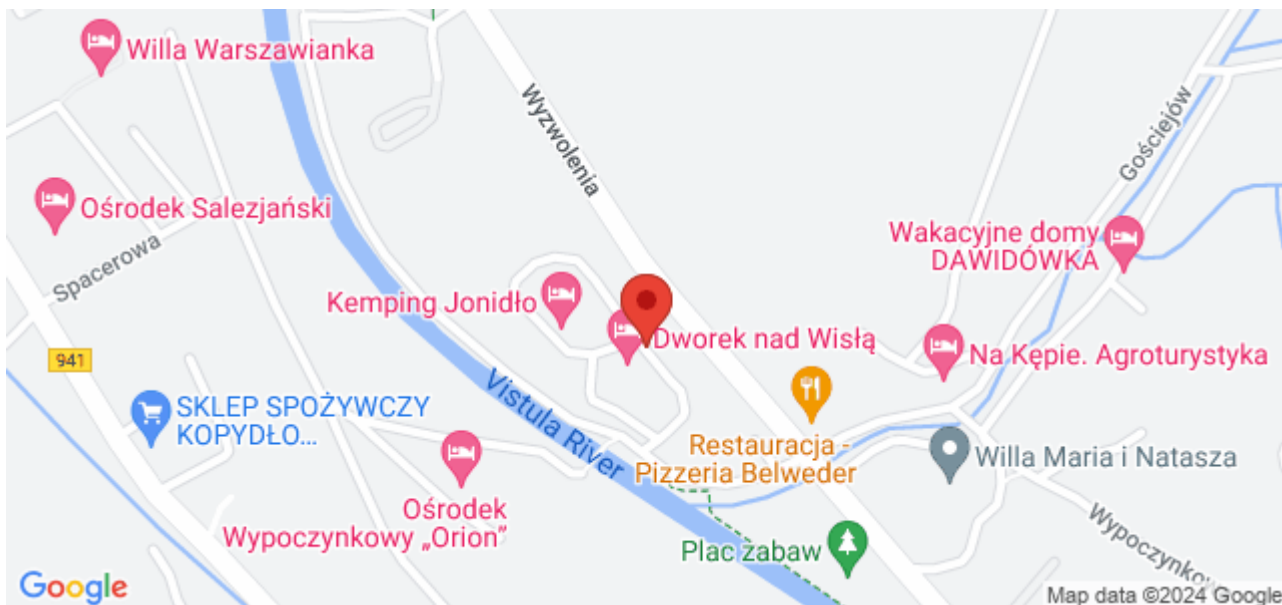 Willa Warszawianka
Wyzwolenia
Gościejów
Ośrodek Salezjański
Spacerowa
Wakacyjne domy
DAWIDÓWKA
Kemping Jonidło
Dworek nad Wisłą
Na Kępie. Agroturystyka
941
Vistula River
SKLEP SPOŻYWCZY
KOPYDŁO...
Restauracja -
Pizzeria Belweder
Willa Maria i Natasza
Ośrodek
Wypoczynkowy „Orion”
Wypoczynkow
Plac zabaw
Google
Map data ©2024 Google